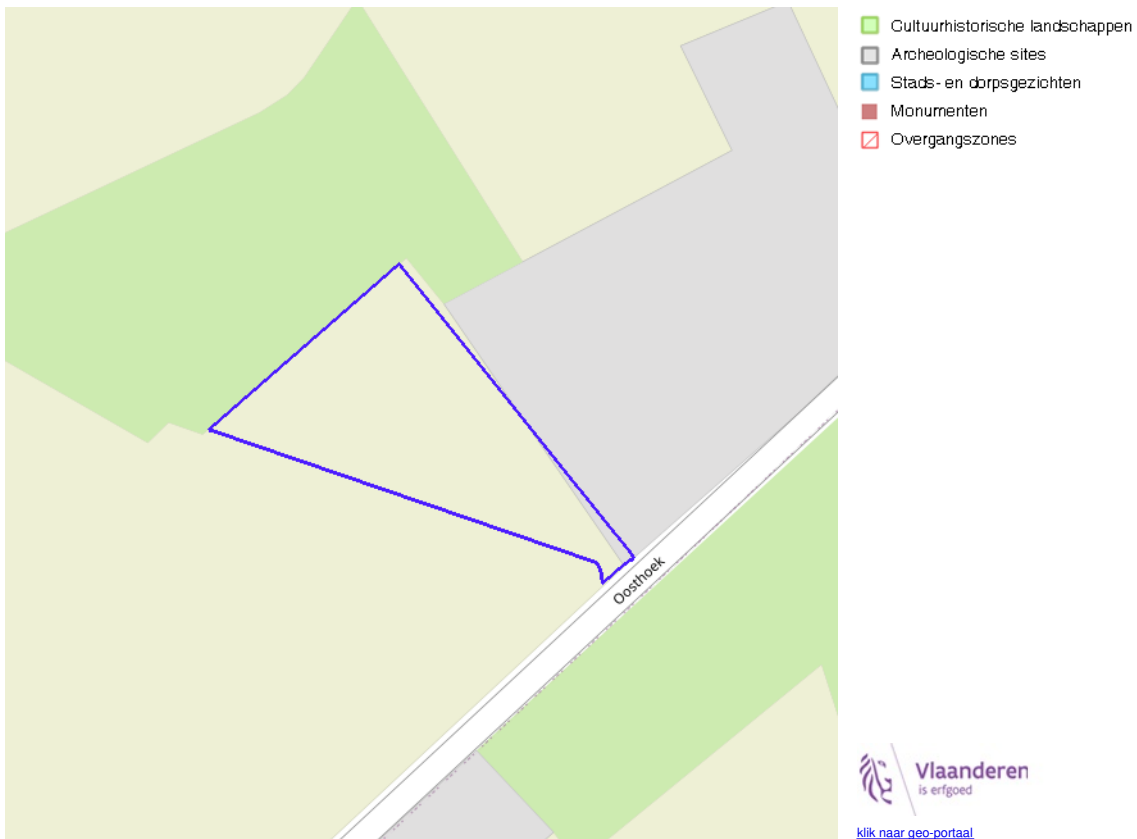 Cultuurhistorische landschappen
Archeologische sites
Stads- en dorpsgezichten
Monumenten
Overgangszones
Oosthoek
Vlaanderen
is erfgoed
klik naar geo-portaal